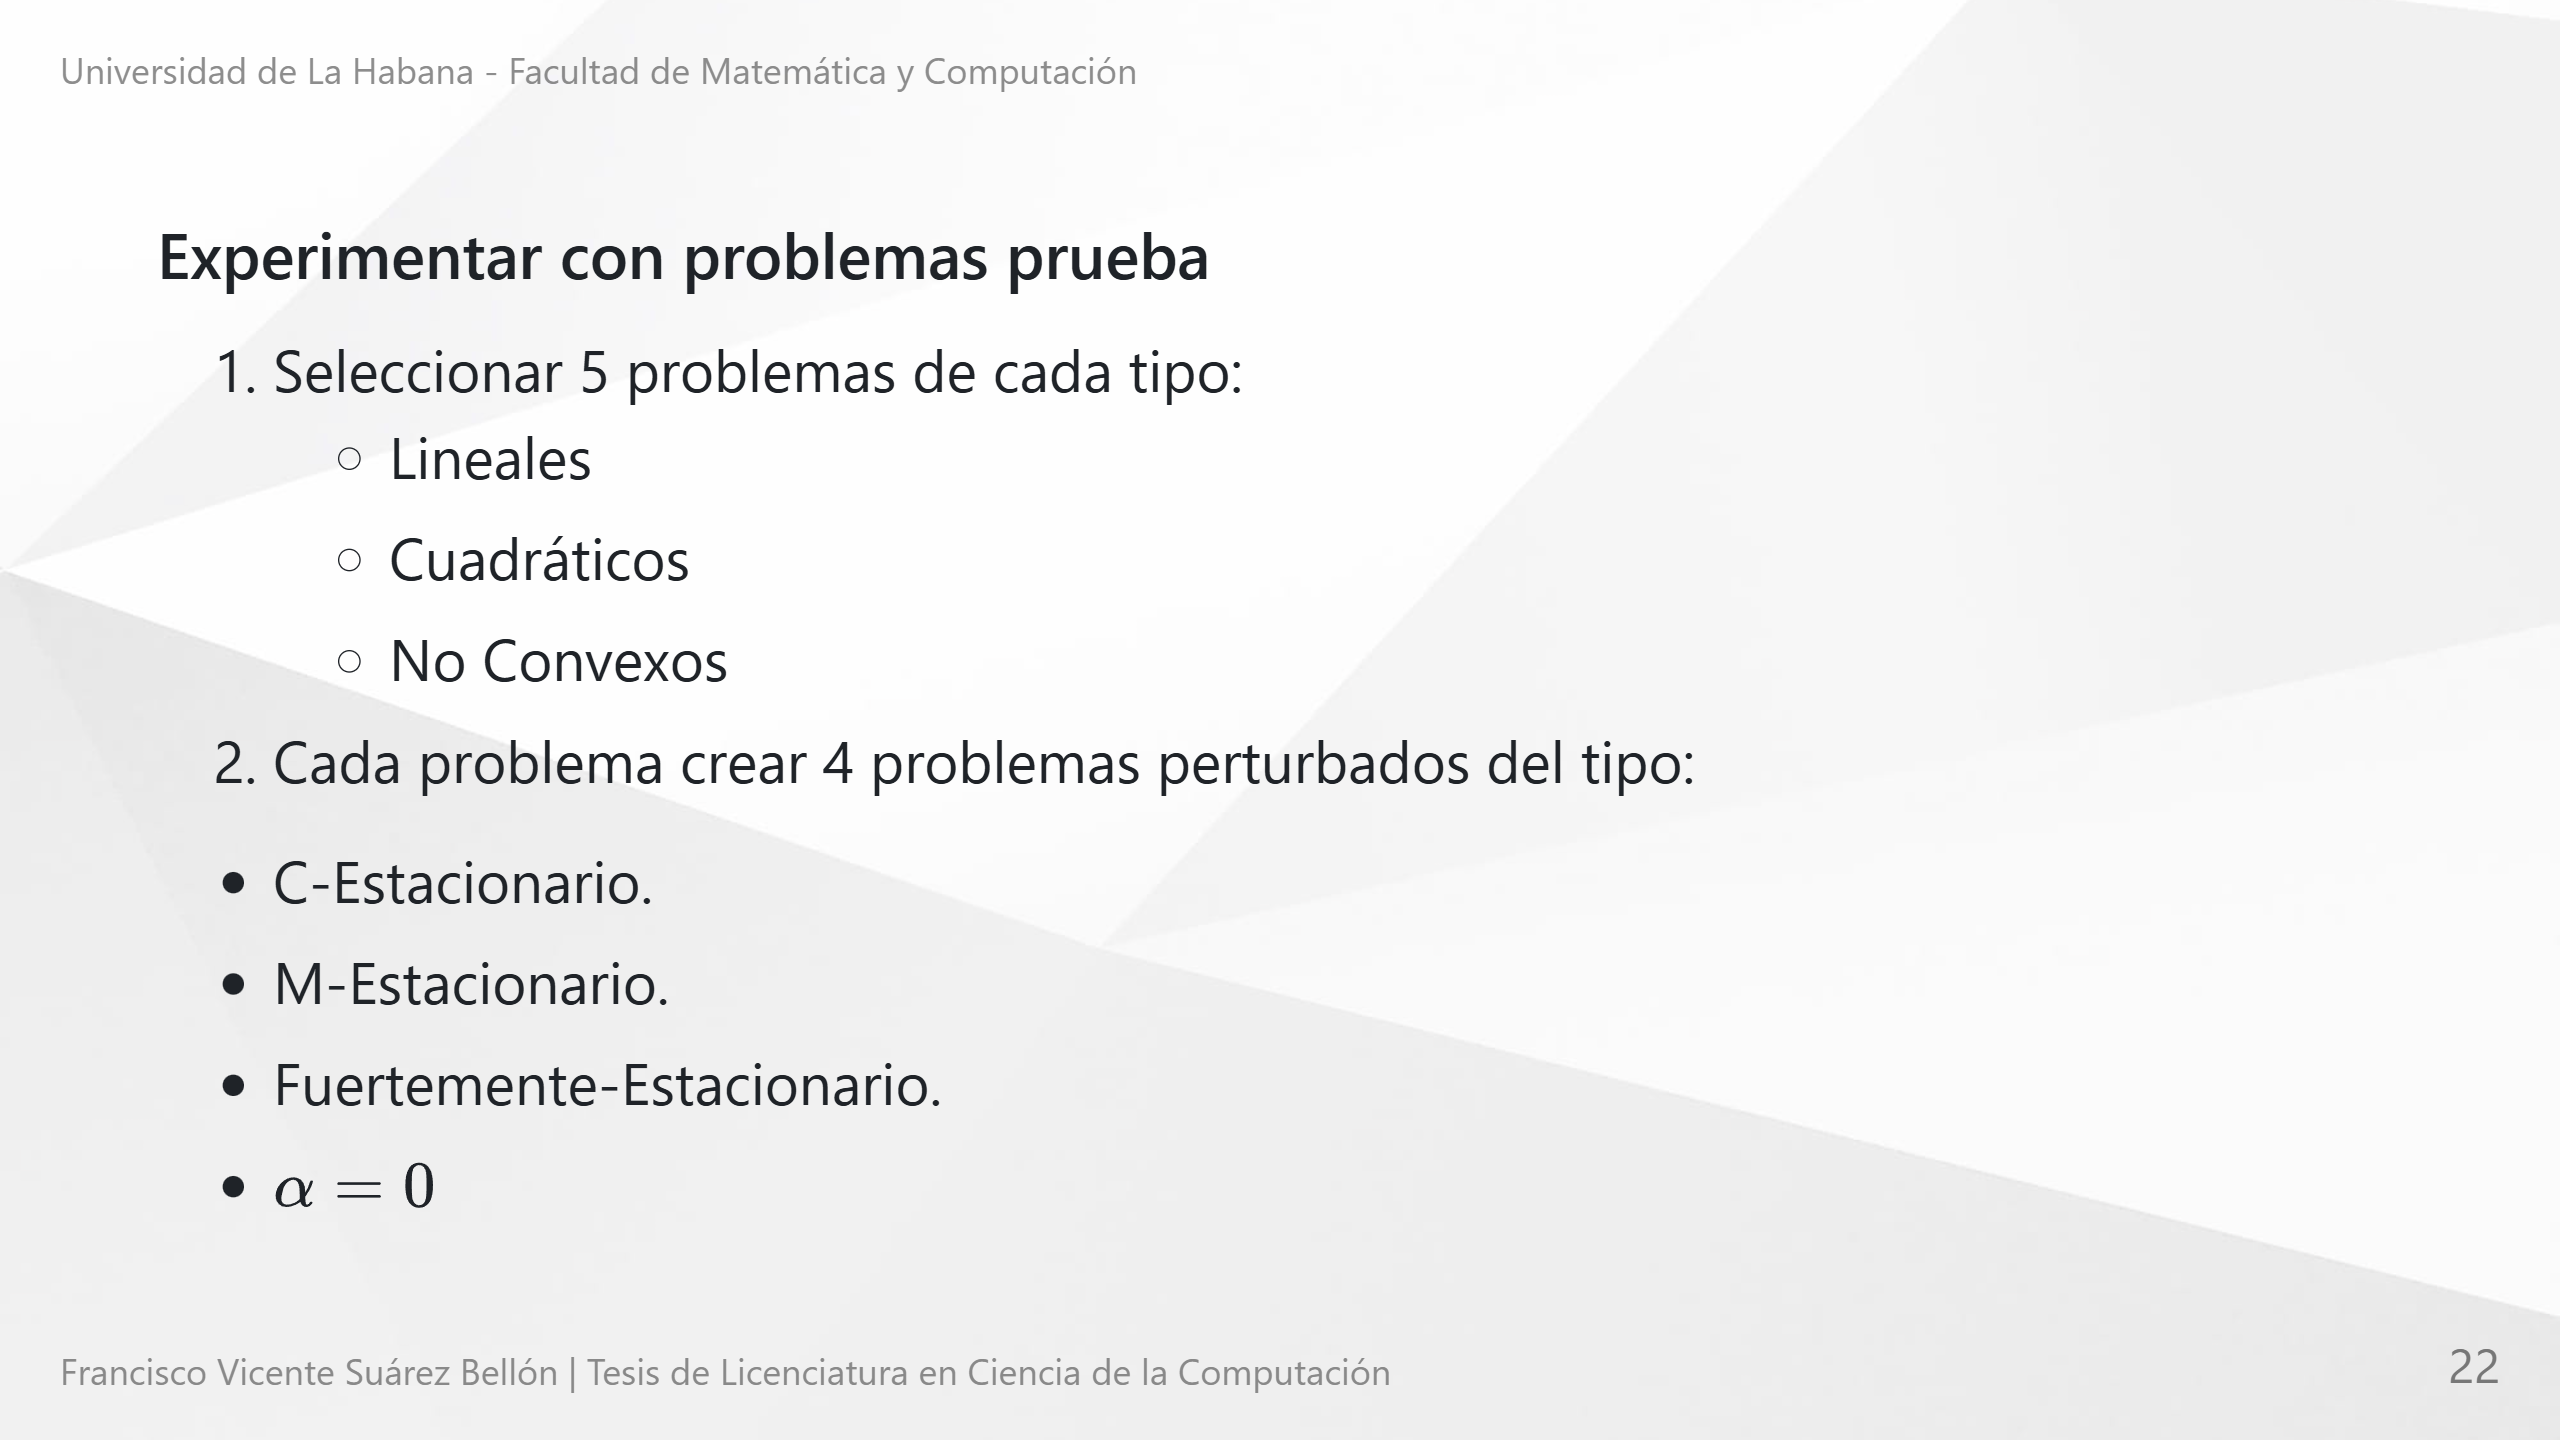 Universidad de La Habana - Facultad de Matemática y Computación
Experimentar con problemas prueba
1. Seleccionar 5 problemas de cada tipo:
○ Lineales
○ Cuadráticos
○ No Convexos
2. Cada problema crear 4 problemas perturbados del tipo:
• C-Estacionario.
• M-Estacionario.
• Fuertemente-Estacionario.
• α = 0
Francisco Vicente Suárez Bellón | Tesis de Licenciatura en Ciencia de la Computación
22